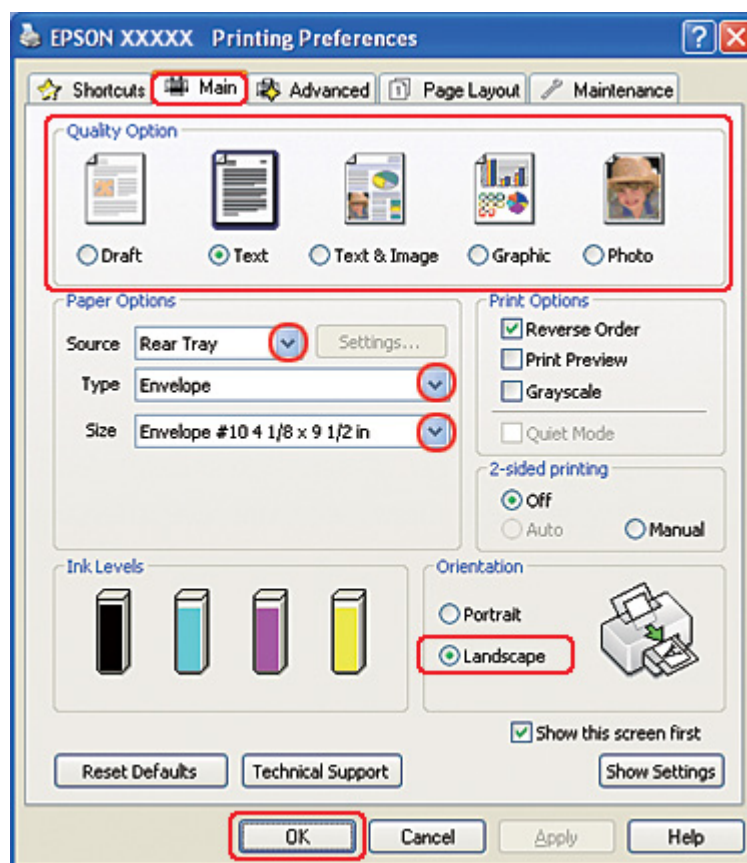 EPSON XXXXX Printing Preferences
Shortcuts Main Advanced Page Layout Maintenance
Quality Option
Draft Text Text & Image Graphic Photo
Paper Options
Source Rear Tray Settings...
Type Envelope
Size Envelope #10 4 1/8 x 9 1/2 in
Print Options
Reverse Order
Print Preview
Grayscale
Quiet Mode
2-sided printing
Off
Auto Manual
Ink Levels
Orientation
Portrait
Landscape
Show this screen first
Reset Defaults Technical Support Show Settings
OK Cancel Apply Help